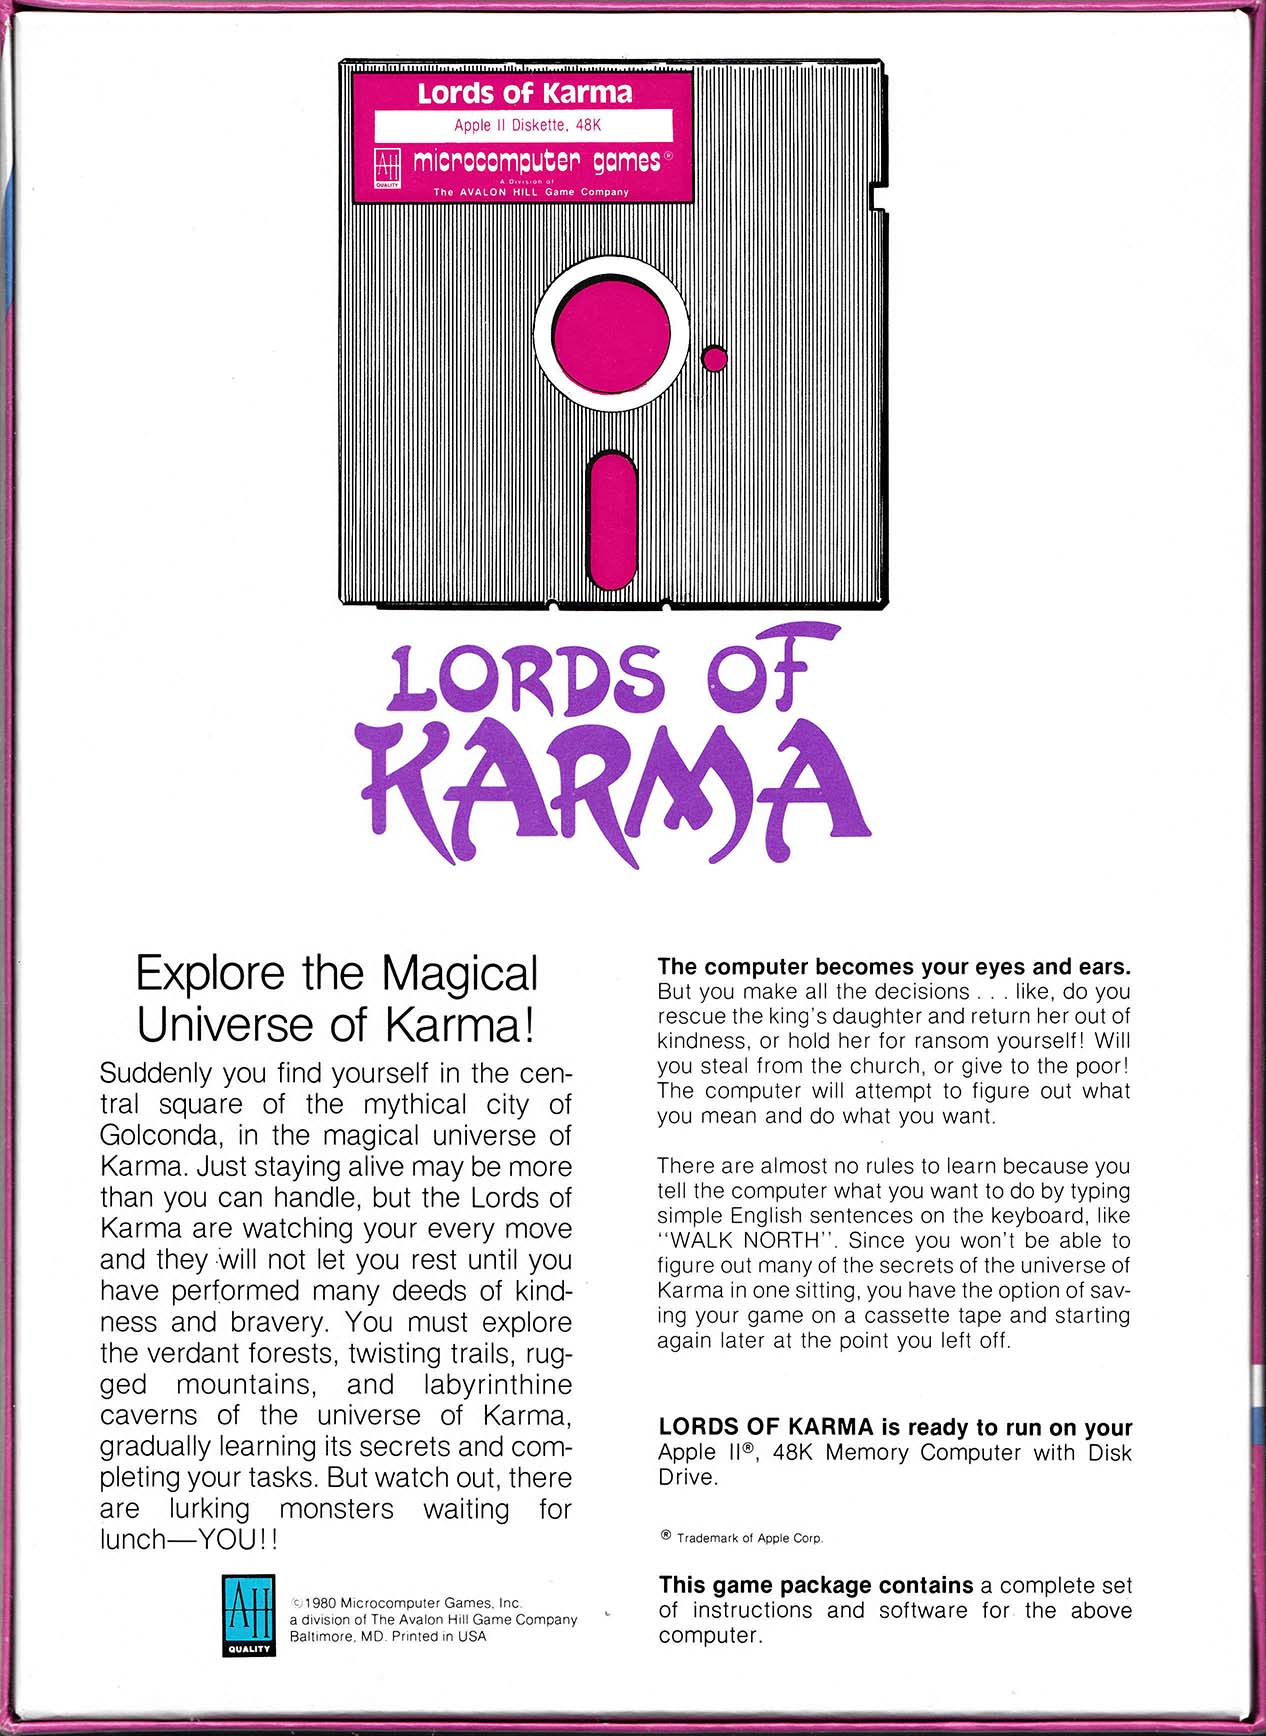 Lords of Karma
Apple II Diskette, 48K
AH
QUALITY
microcomputer games®
A Division of
The AVALON HILL Game Company
LORDS OF
KARMA
Explore the Magical
Universe of Karma!
Suddenly you find yourself in the cen-
tral square of the mythical city of
Golconda, in the magical universe of
Karma. Just staying alive may be more
than you can handle, but the Lords of
Karma are watching your every move
and they will not let you rest until you
have performed many deeds of kind-
ness and bravery. You must explore
the verdant forests, twisting trails, rug-
ged mountains, and labyrinthine
caverns of the universe of Karma,
gradually learning its secrets and com-
pleting your tasks. But watch out, there
are lurking monsters waiting for
lunch—YOU!!
AH
QUALITY
©1980 Microcomputer Games, Inc.
a division of The Avalon Hill Game Company
Baltimore, MD. Printed in USA
The computer becomes your eyes and ears.
But you make all the decisions . . . like, do you
rescue the king's daughter and return her out of
kindness, or hold her for ransom yourself! Will
you steal from the church, or give to the poor!
The computer will attempt to figure out what
you mean and do what you want.
There are almost no rules to learn because you
tell the computer what you want to do by typing
simple English sentences on the keyboard, like
"WALK NORTH". Since you won't be able to
figure out many of the secrets of the universe of
Karma in one sitting, you have the option of sav-
ing your game on a cassette tape and starting
again later at the point you left off.
LORDS OF KARMA is ready to run on your
Apple II®, 48K Memory Computer with Disk
Drive.
® Trademark of Apple Corp.
This game package contains a complete set
of instructions and software for the above
computer.